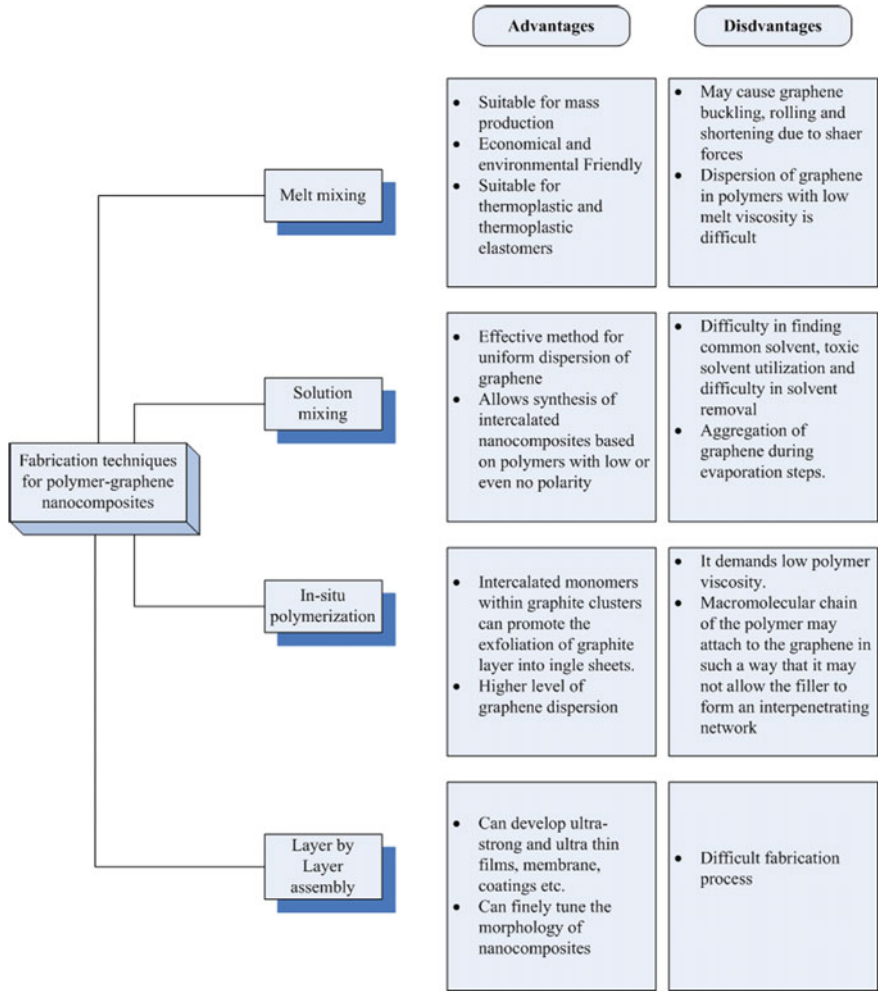 Advantages
Disdvantages
Melt mixing
• Suitable for mass
production
• Economical and
environmental Friendly
• Suitable for
thermoplastic and
thermoplastic
elastomers
• May cause graphene
buckling, rolling and
shortening due to shaer
forces
• Dispersion of graphene
in polymers with low
melt viscosity is
difficult
Solution
mixing
• Effective method for
uniform dispersion of
graphene
• Allows synthesis of
intercalated
nanocomposites based
on polymers with low or
even no polarity
• Difficulty in finding
common solvent, toxic
solvent utilization and
difficulty in solvent
removal
• Aggregation of
graphene during
evaporation steps.
Fabrication techniques
for polymer-graphene
nanocomposites
In-situ
polymerization
• Intercalated monomers
within graphite clusters
can promote the
exfoliation of graphite
layer into ingle sheets.
• Higher level of
graphene dispersion
• It demands low polymer
viscosity.
• Macromolecular chain
of the polymer may
attach to the graphene in
such a way that it may
not allow the filler to
form an interpenetrating
network
Layer by
Layer
assembly
• Can develop ultra-
strong and ultra thin
films, membrane,
coatings etc.
• Can finely tune the
morphology of
nanocomposites
• Difficult fabrication
process